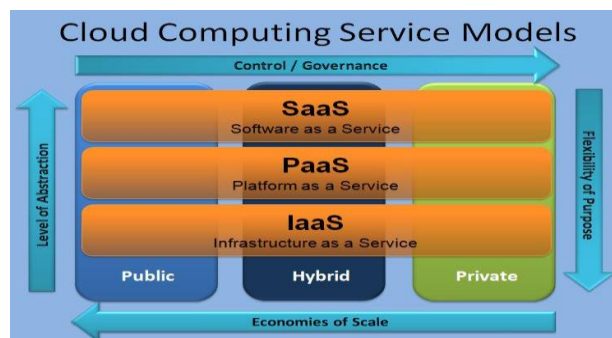 Cloud Computing Service Models
Control / Governance
Level of Abstraction
SaaS
Software as a Service
PaaS
Platform as a Service
IaaS
Infrastructure as a Service
Flexibility of Purpose
Public
Hybrid
Private
Economies of Scale